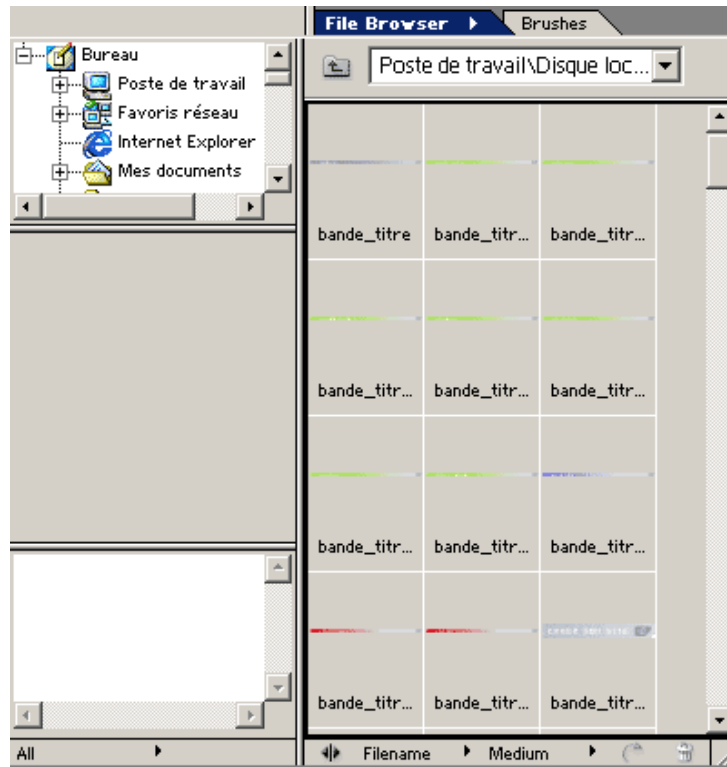 File Browser Brushes
Bureau
Poste de travail
Favoris réseau
Internet Explorer
Mes documents
Poste de travail\Disque loc...
bande_titre bande_titr... bande_titr...
bande_titr... bande_titr... bande_titr...
bande_titr... bande_titr... bande_titr...
bande_titr... bande_titr... bande_titr...
All
Filename Medium